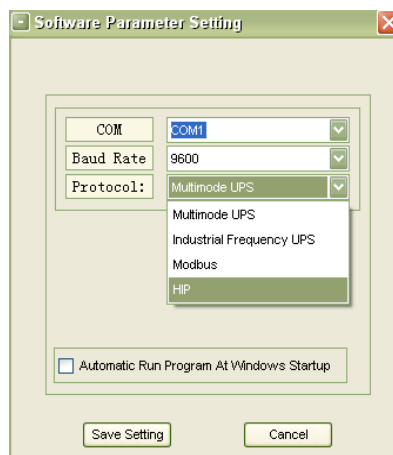 Software Parameter Setting
COM COM1
Baud Rate 9600
Protocol: Multimode UPS
Multimode UPS
Industrial Frequency UPS
Modbus
HIP
Automatic Run Program At Windows Startup
Save Setting Cancel